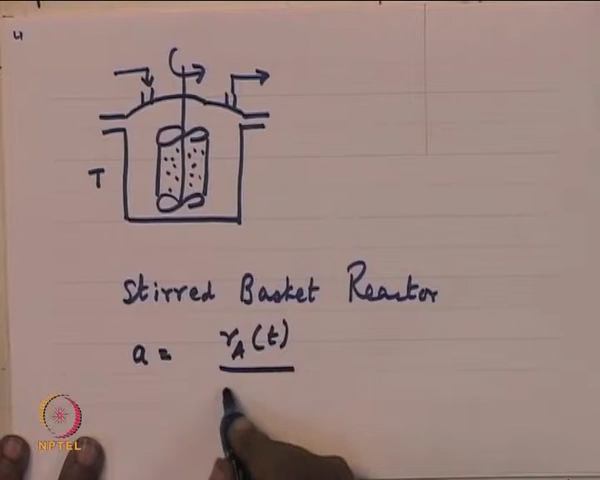 4
T
Stirred Basket Reactor
a = r_A(t)
NPTEL